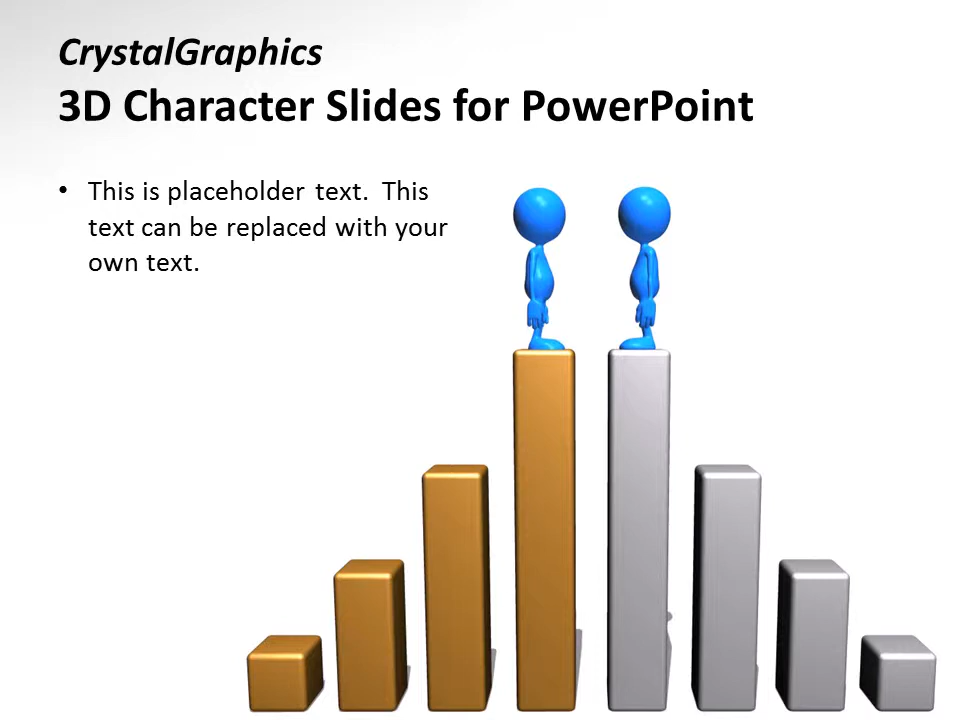 CrystalGraphics
3D Character Slides for PowerPoint
• This is placeholder text.  This
text can be replaced with your
own text.